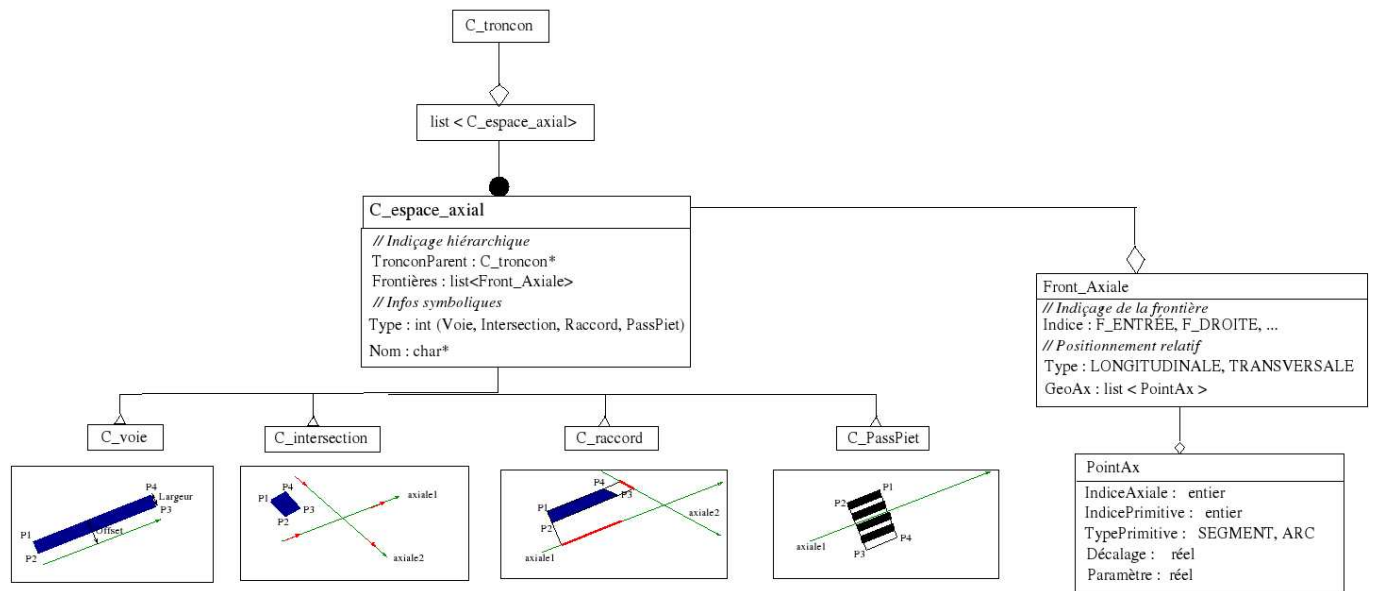 C_troncon
list < C_espace_axial>
C_espace_axial
// Indiçage hiérarchique
TronconParent : C_troncon*
Frontières : list<Front_Axiale>
// Infos symboliques
Type : int (Voie, Intersection, Raccord, PassPiet)
Nom : char*
Front_Axiale
// Indiçage de la frontière
Indice : F_ENTRÉE, F_DROITE, ...
// Positionnement relatif
Type : LONGITUDINALE, TRANSVERSALE
GeoAx : list < PointAx >
C_voie
C_intersection
C_raccord
C_PassPiet
PointAx
IndiceAxiale : entier
IndicePrimitive : entier
TypePrimitive : SEGMENT, ARC
Décalage : réel
Paramètre : réel
P4
Largeur
P3
P1
Offset
P2
P4
P1
P3
P2
axiale1
axiale2
P4
P3
P1
P2
axiale2
axiale1
P1
P2
P4
P3
axiale1